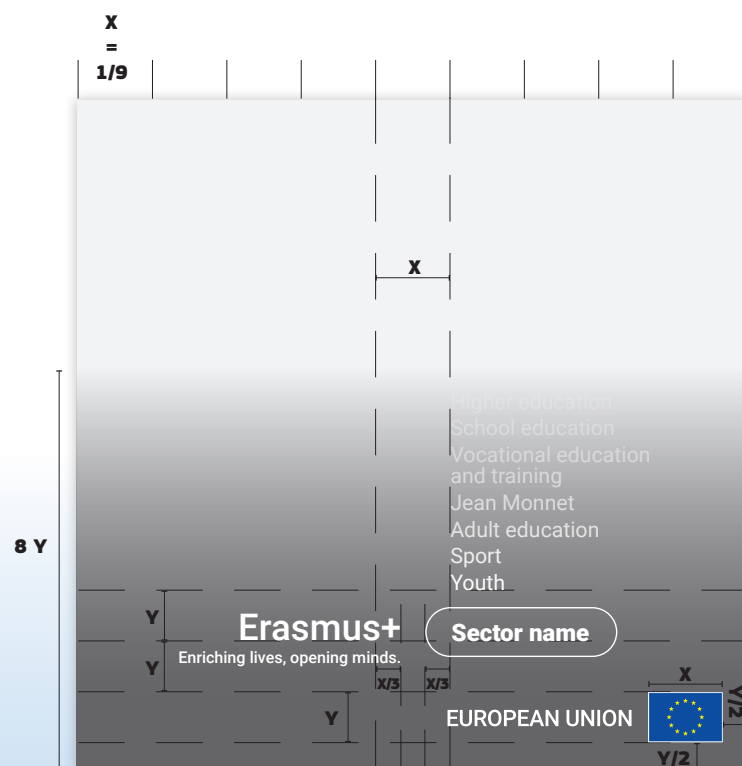 X
=
1/9
X
Higher education
School education
Vocational education
and training
Jean Monnet
Adult education
Sport
Youth
8 Y
Y
Erasmus+
Sector name
Y
Enriching lives, opening minds.
X/3
X/3
X
Y/2
Y
EUROPEAN UNION
Y/2